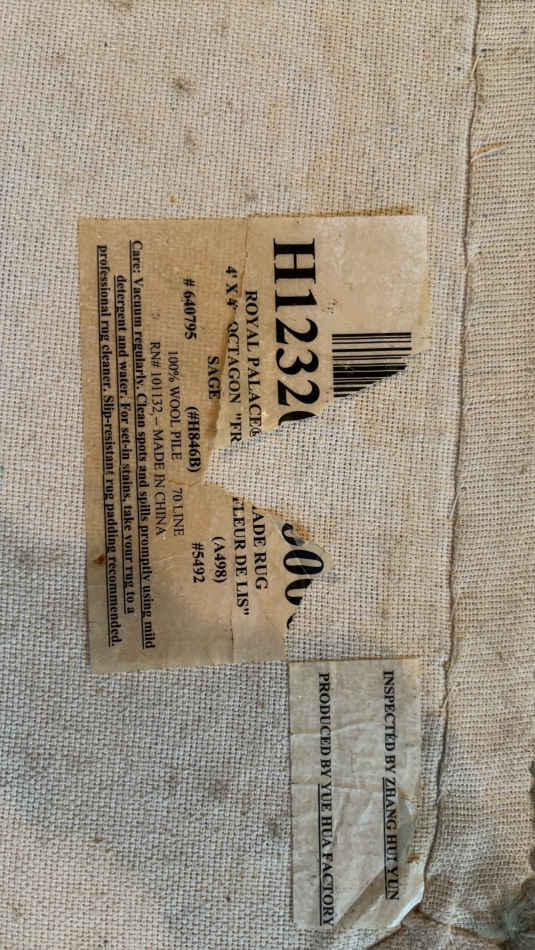 H1232
ROYAL PALACE® ADE RUG
4' X 4' OCTAGON "FR FLEUR DE LIS"
SAGE (A498)
# 640795 (#H846B) #5492
100% WOOL PILE 70 LINE
RN# 101132 – MADE IN CHINA
Care: Vacuum regularly. Clean spots and spills promptly using mild
detergent and water. For set-in stains, take your rug to a
professional rug cleaner. Slip-resistant rug padding recommended.
INSPECTED BY ZHANG HUI YUN
PRODUCED BY YUE HUA FACTORY